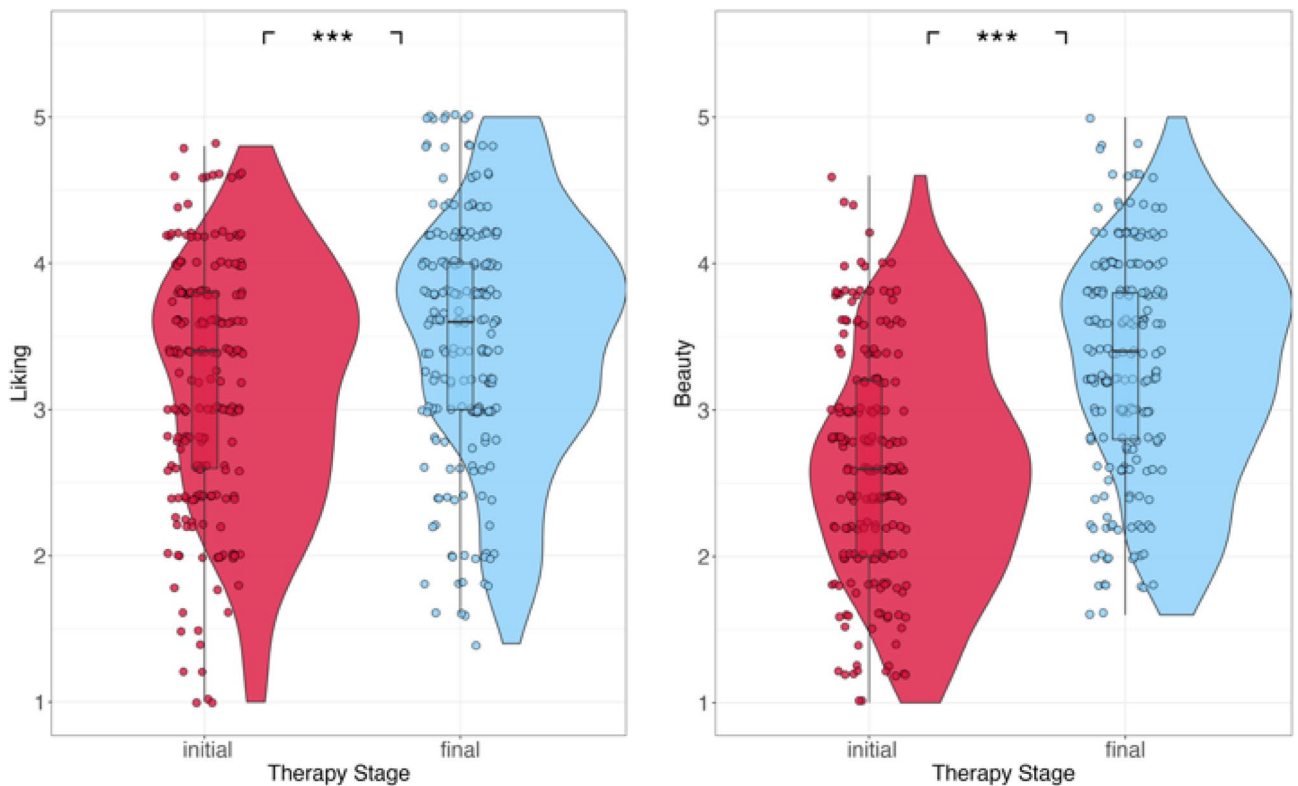 ***
5
4
3
2
1
Liking
initial
final
Therapy Stage
***
5
4
3
2
1
Beauty
initial
final
Therapy Stage